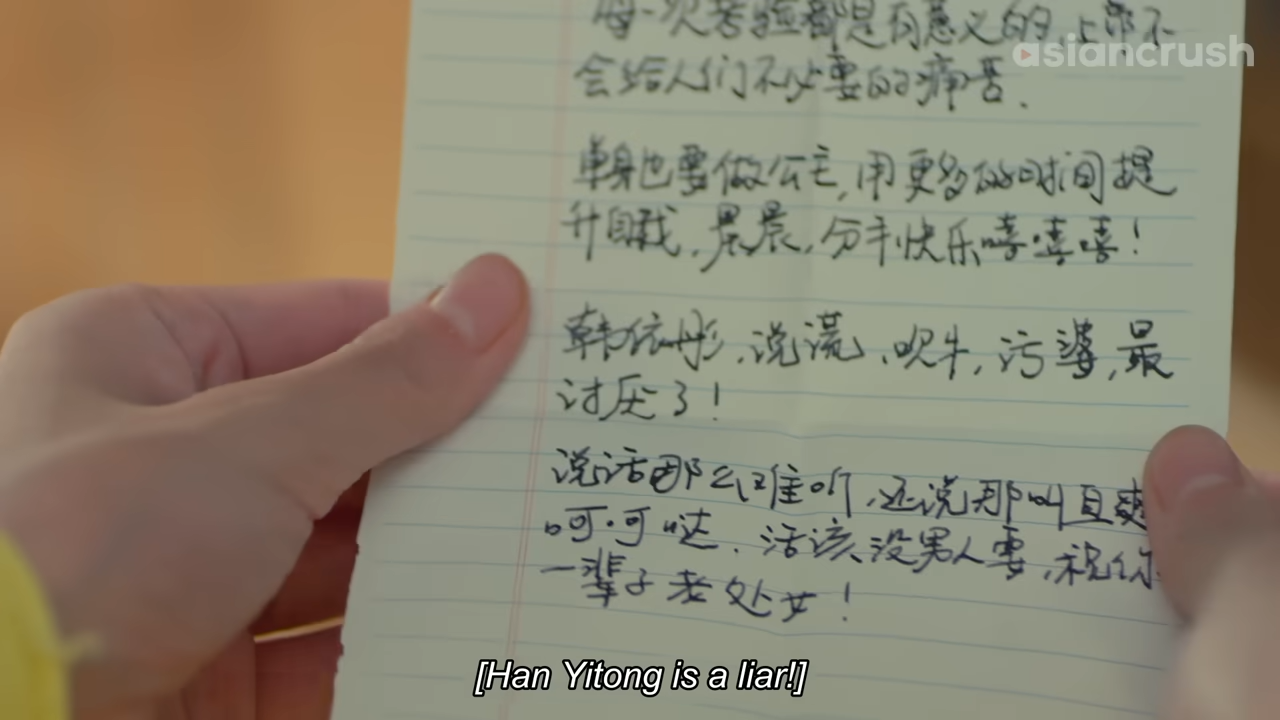 每一次考验都是有意义的,上帝不
asiancrush
会给人们不必要的痛苦.
单身也要做公主,用更多的时间提
升自我,晨晨,分手快乐嘻嘻嘻!
韩依彤,说谎、吹牛,污婆,最
讨厌了!
说话那么难听,还说那叫直爽
呵呵哒.活该没男人要,祝你
一辈子老处女!
[Han Yitong is a liar!]